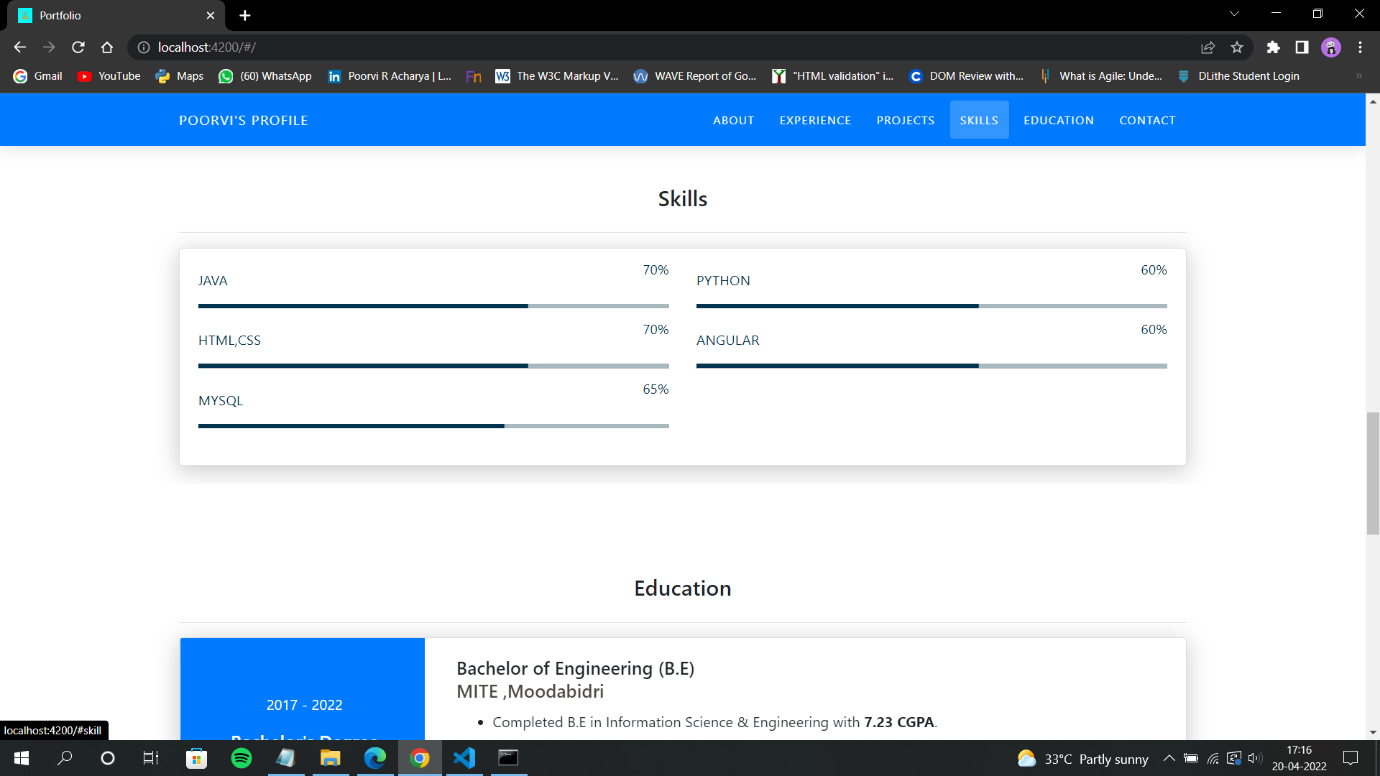 Portfolio
localhost:4200/#/
Gmail YouTube Maps (60) WhatsApp Poorvi R Acharya | L... Fn W3 The W3C Markup V... WAVE Report of Go... "HTML validation" i... DOM Review with... What is Agile: Unde... DLithe Student Login
POORVI'S PROFILE ABOUT EXPERIENCE PROJECTS SKILLS EDUCATION CONTACT
Skills
JAVA 70%
PYTHON 60%
HTML,CSS 70%
ANGULAR 60%
MYSQL 65%
Education
2017 - 2022
Bachelor's Degree
Bachelor of Engineering (B.E)
MITE ,Moodabidri
Completed B.E in Information Science & Engineering with 7.23 CGPA.
localhost:4200/#skill
33°C Partly sunny
17:16
20-04-2022